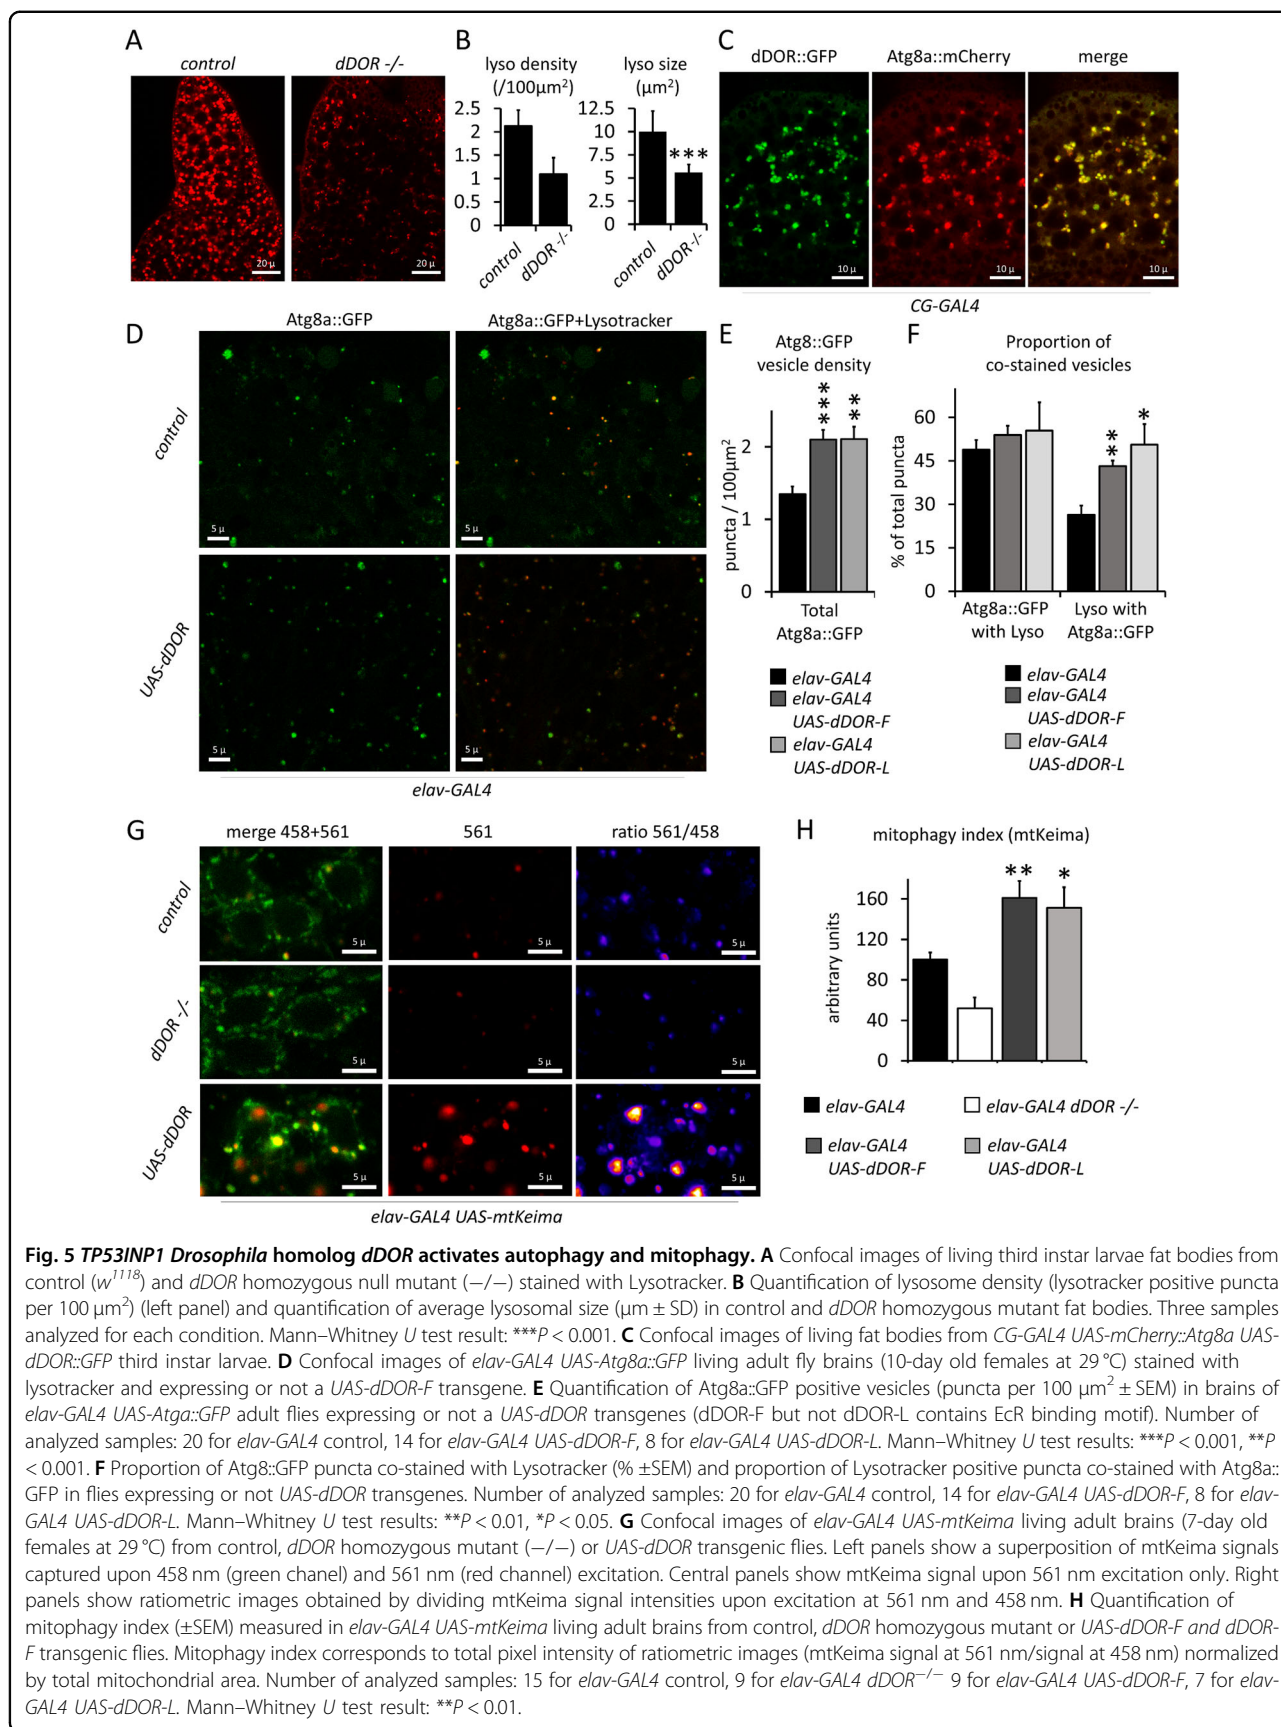 A
control
dDOR -/-
20 µ
20 µ
B
lyso density
(/100µm²)
2.5
2
1.5
1
0.5
0
control
dDOR -/-
lyso size
(µm²)
12.5
10
7.5
5
2.5
0
***
control
dDOR -/-
C
dDOR::GFP
Atg8a::mCherry
merge
10 µ
10 µ
10 µ
CG-GAL4
D
Atg8a::GFP
Atg8a::GFP+Lysotracker
control
5 µ
5 µ
UAS-dDOR
5 µ
5 µ
elav-GAL4
E
Atg8::GFP
vesicle density
***
**
puncta / 100µm²
2
1
0
Total
Atg8a::GFP
elav-GAL4
elav-GAL4
UAS-dDOR-F
elav-GAL4
UAS-dDOR-L
F
Proportion of
co-stained vesicles
% of total puncta
60
45
30
15
0
**
*
Atg8a::GFP
with Lyso
Lyso with
Atg8a::GFP
elav-GAL4
elav-GAL4
UAS-dDOR-F
elav-GAL4
UAS-dDOR-L
G
merge 458+561
561
ratio 561/458
control
5 µ
5 µ
5 µ
dDOR -/-
5 µ
5 µ
5 µ
UAS-dDOR
5 µ
5 µ
5 µ
elav-GAL4 UAS-mtKeima
H
mitophagy index (mtKeima)
arbitrary units
160
120
80
40
0
**
*
elav-GAL4
elav-GAL4 dDOR -/-
elav-GAL4
UAS-dDOR-F
elav-GAL4
UAS-dDOR-L
Fig. 5 TP53INP1 Drosophila homolog dDOR activates autophagy and mitophagy. A Confocal images of living third instar larvae fat bodies from
control (w¹¹¹⁸) and dDOR homozygous null mutant (−/−) stained with Lysotracker. B Quantification of lysosome density (lysotracker positive puncta
per 100 µm²) (left panel) and quantification of average lysosomal size (µm ± SD) in control and dDOR homozygous mutant fat bodies. Three samples
analyzed for each condition. Mann–Whitney U test result: ***P < 0.001. C Confocal images of living fat bodies from CG-GAL4 UAS-mCherry::Atg8a UAS-
dDOR::GFP third instar larvae. D Confocal images of elav-GAL4 UAS-Atg8a::GFP living adult fly brains (10-day old females at 29 °C) stained with
lysotracker and expressing or not a UAS-dDOR-F transgene. E Quantification of Atg8a::GFP positive vesicles (puncta per 100 µm² ± SEM) in brains of
elav-GAL4 UAS-Atga::GFP adult flies expressing or not a UAS-dDOR transgenes (dDOR-F but not dDOR-L contains EcR binding motif). Number of
analyzed samples: 20 for elav-GAL4 control, 14 for elav-GAL4 UAS-dDOR-F, 8 for elav-GAL4 UAS-dDOR-L. Mann–Whitney U test results: ***P < 0.001, **P
< 0.001. F Proportion of Atg8::GFP puncta co-stained with Lysotracker (% ±SEM) and proportion of Lysotracker positive puncta co-stained with Atg8a::
GFP in flies expressing or not UAS-dDOR transgenes. Number of analyzed samples: 20 for elav-GAL4 control, 14 for elav-GAL4 UAS-dDOR-F, 8 for elav-
GAL4 UAS-dDOR-L. Mann–Whitney U test results: **P < 0.01, *P < 0.05. G Confocal images of elav-GAL4 UAS-mtKeima living adult brains (7-day old
females at 29 °C) from control, dDOR homozygous mutant (−/−) or UAS-dDOR transgenic flies. Left panels show a superposition of mtKeima signals
captured upon 458 nm (green chanel) and 561 nm (red channel) excitation. Central panels show mtKeima signal upon 561 nm excitation only. Right
panels show ratiometric images obtained by dividing mtKeima signal intensities upon excitation at 561 nm and 458 nm. H Quantification of
mitophagy index (±SEM) measured in elav-GAL4 UAS-mtKeima living adult brains from control, dDOR homozygous mutant or UAS-dDOR-F and dDOR-
F transgenic flies. Mitophagy index corresponds to total pixel intensity of ratiometric images (mtKeima signal at 561 nm/signal at 458 nm) normalized
by total mitochondrial area. Number of analyzed samples: 15 for elav-GAL4 control, 9 for elav-GAL4 dDOR⁻/⁻ 9 for elav-GAL4 UAS-dDOR-F, 7 for elav-
GAL4 UAS-dDOR-L. Mann–Whitney U test result: **P < 0.01.